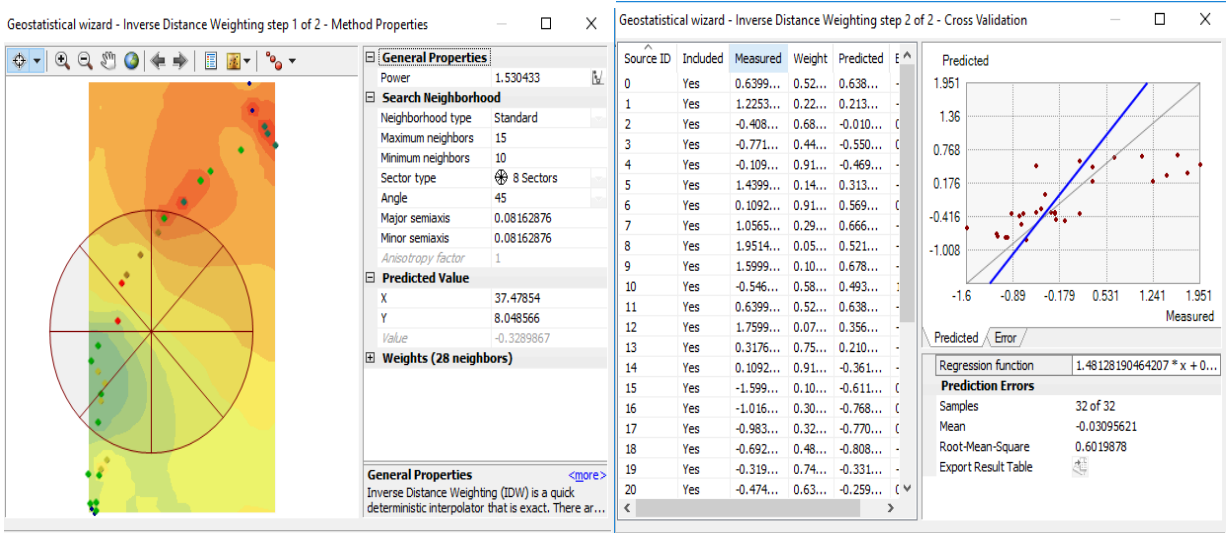 Geostatistical wizard - Inverse Distance Weighting step 1 of 2 - Method Properties
General Properties
Power 1.530433
Search Neighborhood
Neighborhood type Standard
Maximum neighbors 15
Minimum neighbors 10
Sector type 8 Sectors
Angle 45
Major semiaxis 0.08162876
Minor semiaxis 0.08162876
Anisotropy factor 1
Predicted Value
X 37.47854
Y 8.048566
Value -0.3289867
Weights (28 neighbors)
General Properties <more>
Inverse Distance Weighting (IDW) is a quick
deterministic interpolator that is exact. There ar...
Geostatistical wizard - Inverse Distance Weighting step 2 of 2 - Cross Validation
Source ID Included Measured Weight Predicted E
0 Yes 0.6399... 0.52... 0.638... -
1 Yes 1.2253... 0.22... 0.213... -
2 Yes -0.408... 0.68... -0.010... 0
3 Yes -0.771... 0.44... -0.550... 0
4 Yes -0.109... 0.91... -0.469... -
5 Yes 1.4399... 0.14... 0.313... -
6 Yes 0.1092... 0.91... 0.569... 0
7 Yes 1.0565... 0.29... 0.666... -
8 Yes 1.9514... 0.05... 0.521... -
9 Yes 1.5999... 0.10... 0.678... -
10 Yes -0.546... 0.58... 0.493... 1
11 Yes 0.6399... 0.52... 0.638... -
12 Yes 1.7599... 0.07... 0.356... -
13 Yes 0.3176... 0.75... 0.210... -
14 Yes 0.1092... 0.91... -0.361... -
15 Yes -1.599... 0.10... -0.611... 0
16 Yes -1.016... 0.30... -0.768... 0
17 Yes -0.983... 0.32... -0.770... 0
18 Yes -0.692... 0.48... -0.808... -
19 Yes -0.319... 0.74... -0.331... -
20 Yes -0.474... 0.63... -0.259... 0
Predicted
1.951
1.36
0.768
0.176
-0.416
-1.008
-1.6 -0.89 -0.179 0.531 1.241 1.951
Measured
Predicted Error
Regression function 1.48128190464207 * x + 0...
Prediction Errors
Samples 32 of 32
Mean -0.03095621
Root-Mean-Square 0.6019878
Export Result Table